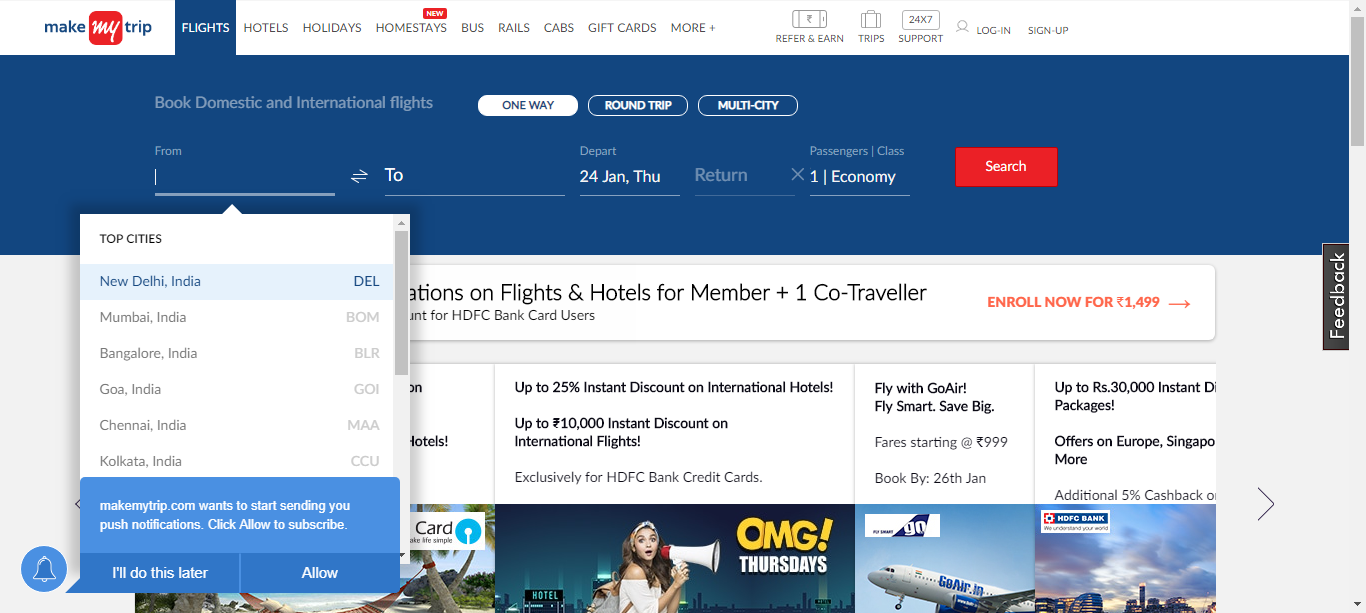 make my trip
FLIGHTS
HOTELS
HOLIDAYS
NEW
HOMESTAYS
BUS
RAILS
CABS
GIFT CARDS
MORE +
₹
REFER & EARN
TRIPS
24X7
SUPPORT
LOG-IN
SIGN-UP
Book Domestic and International flights
ONE WAY
ROUND TRIP
MULTI-CITY
From
To
Depart
24 Jan, Thu
Return
Passengers | Class
1 | Economy
Search
TOP CITIES
New Delhi, India DEL
Mumbai, India BOM
Bangalore, India BLR
Goa, India GOI
Chennai, India MAA
Kolkata, India CCU
makemytrip.com wants to start sending you
push notifications. Click Allow to subscribe.
I'll do this later
Allow
ations on Flights & Hotels for Member + 1 Co-Traveller
unt for HDFC Bank Card Users
ENROLL NOW FOR ₹1,499
Feedback
on
Hotels!
Card
ake life simple
Up to 25% Instant Discount on International Hotels!
Up to ₹10,000 Instant Discount on
International Flights!
Exclusively for HDFC Bank Credit Cards.
OMG!
THURSDAYS
HOTEL
Fly with GoAir!
Fly Smart. Save Big.
Fares starting @ ₹999
Book By: 26th Jan
FLY SMART
go
GoAir.in
Up to Rs.30,000 Instant Di
Packages!
Offers on Europe, Singapo
More
Additional 5% Cashback or
HDFC BANK
We understand your world